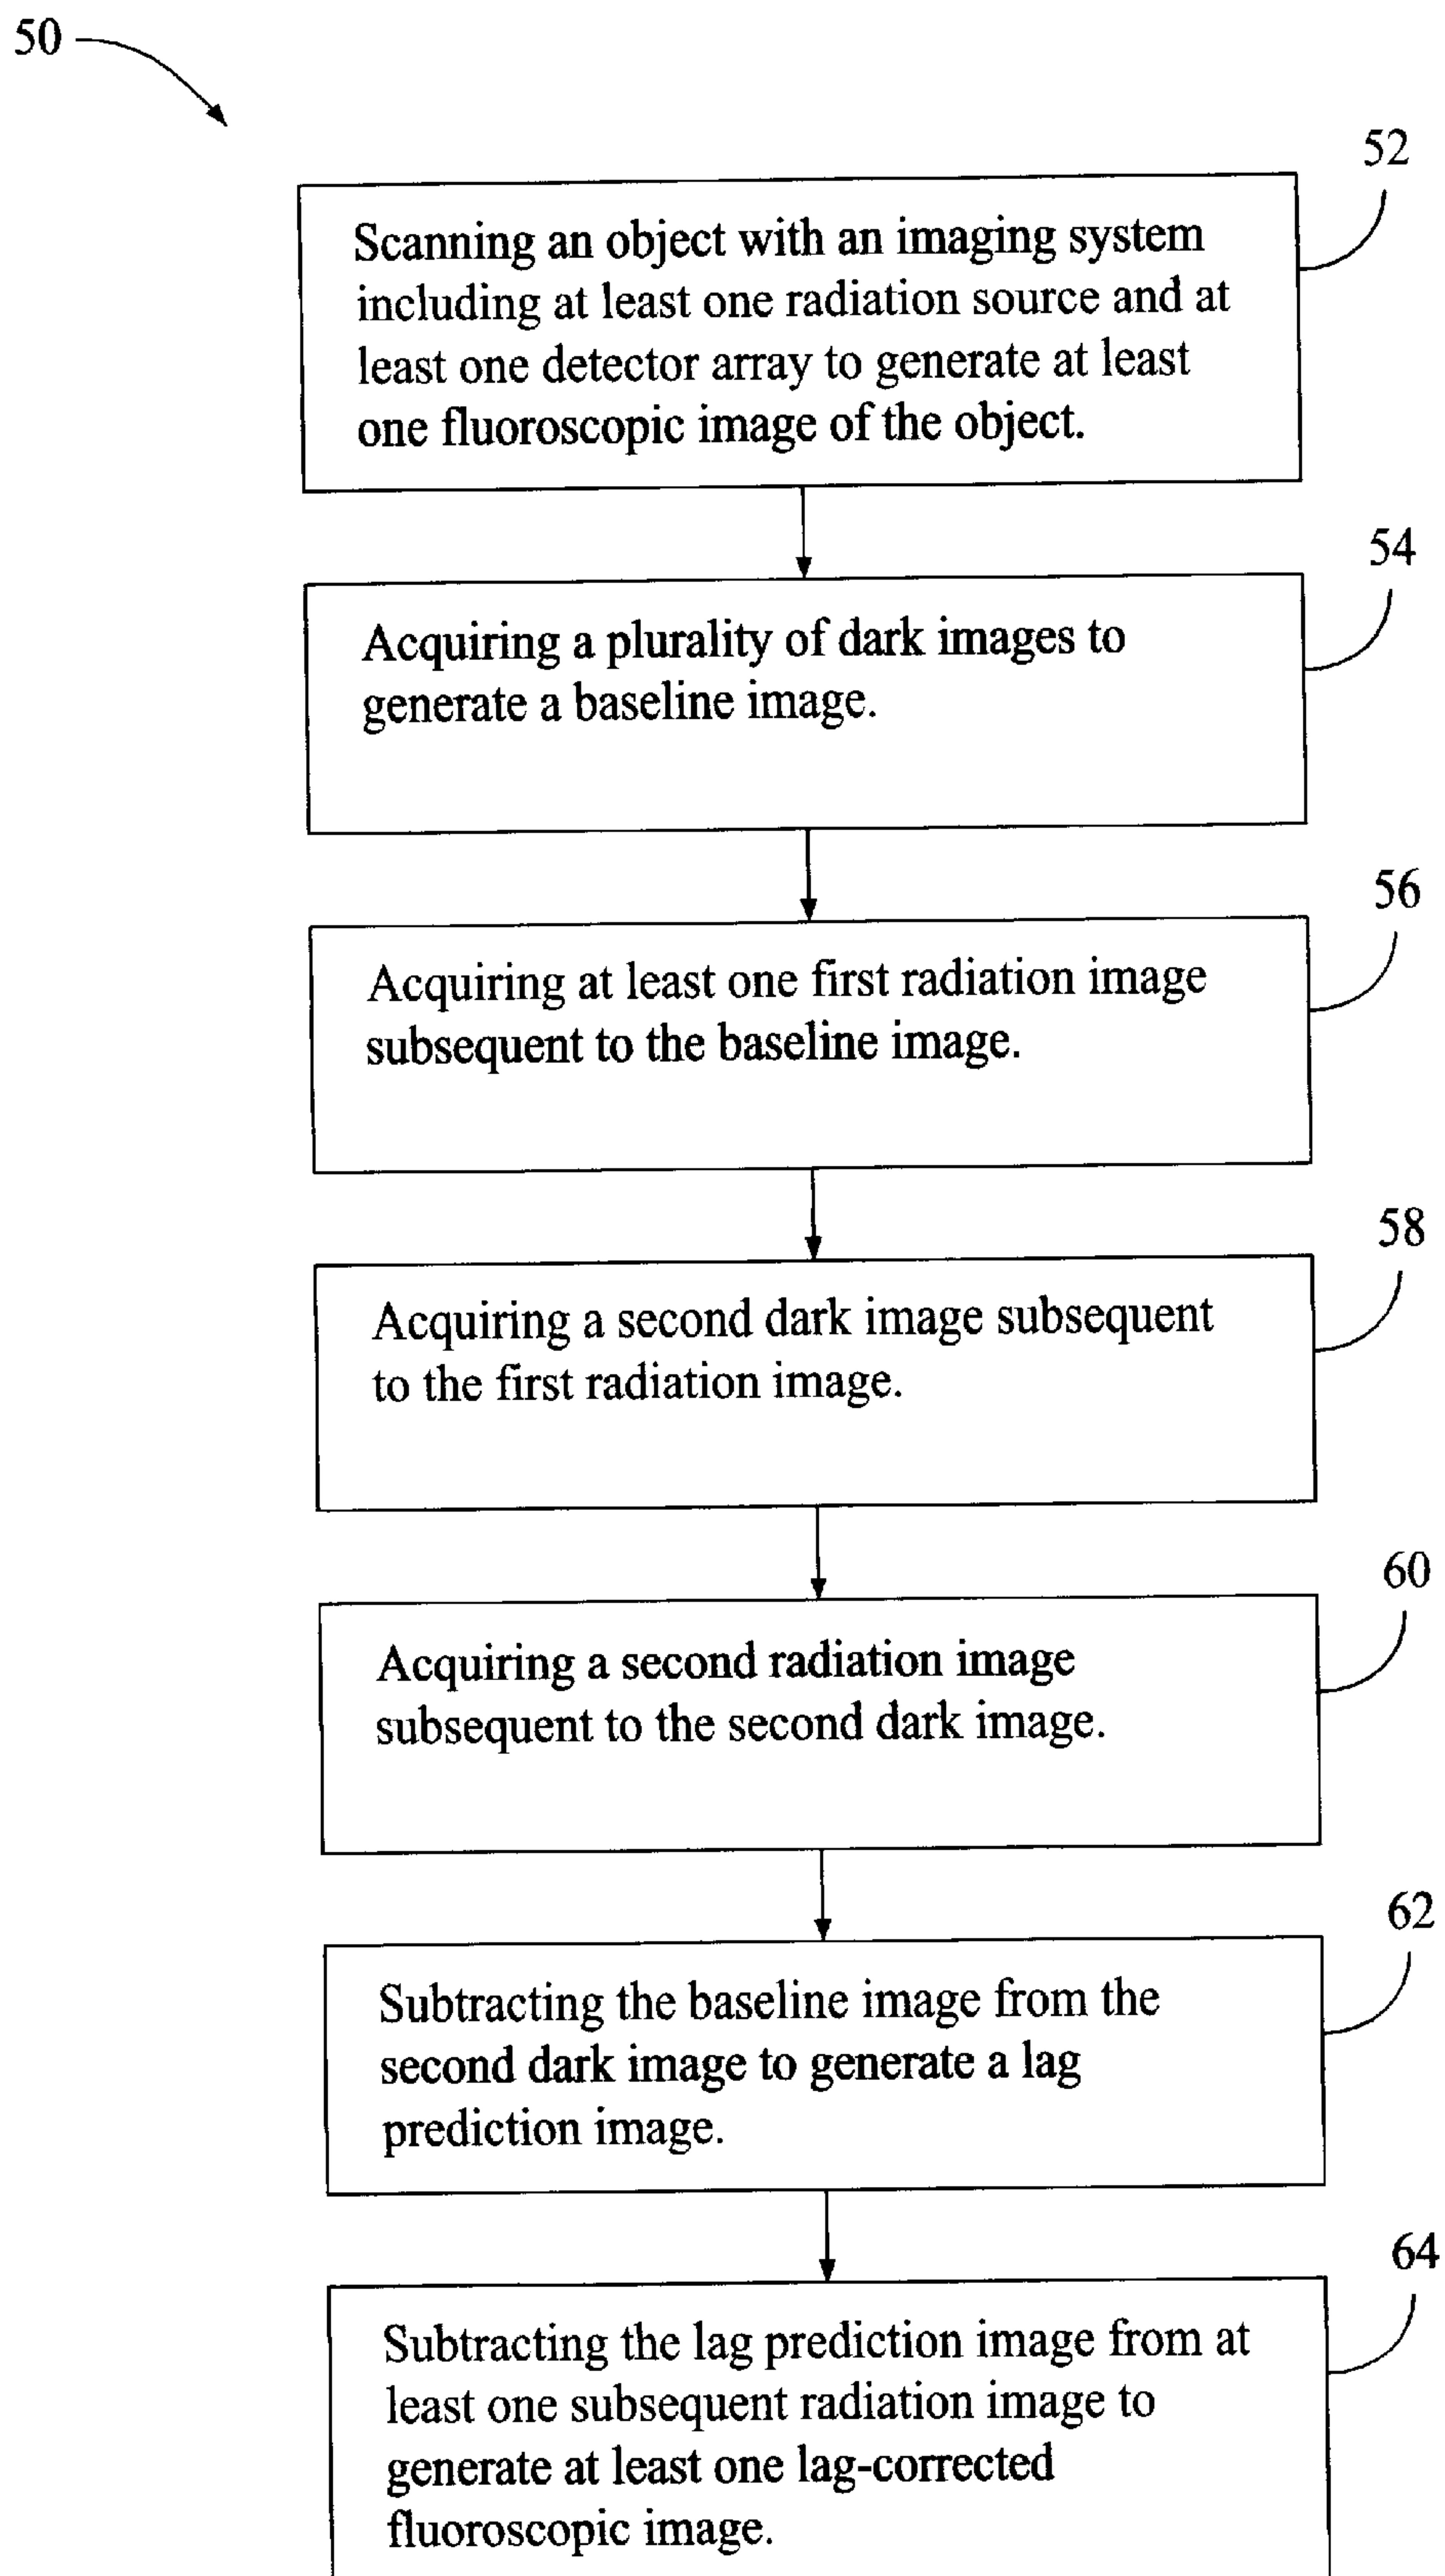 50
52
Scanning an object with an imaging system
including at least one radiation source and at
least one detector array to generate at least
one fluoroscopic image of the object.
54
Acquiring a plurality of dark images to
generate a baseline image.
56
Acquiring at least one first radiation image
subsequent to the baseline image.
58
Acquiring a second dark image subsequent
to the first radiation image.
60
Acquiring a second radiation image
subsequent to the second dark image.
62
Subtracting the baseline image from the
second dark image to generate a lag
prediction image.
64
Subtracting the lag prediction image from at
least one subsequent radiation image to
generate at least one lag-corrected
fluoroscopic image.